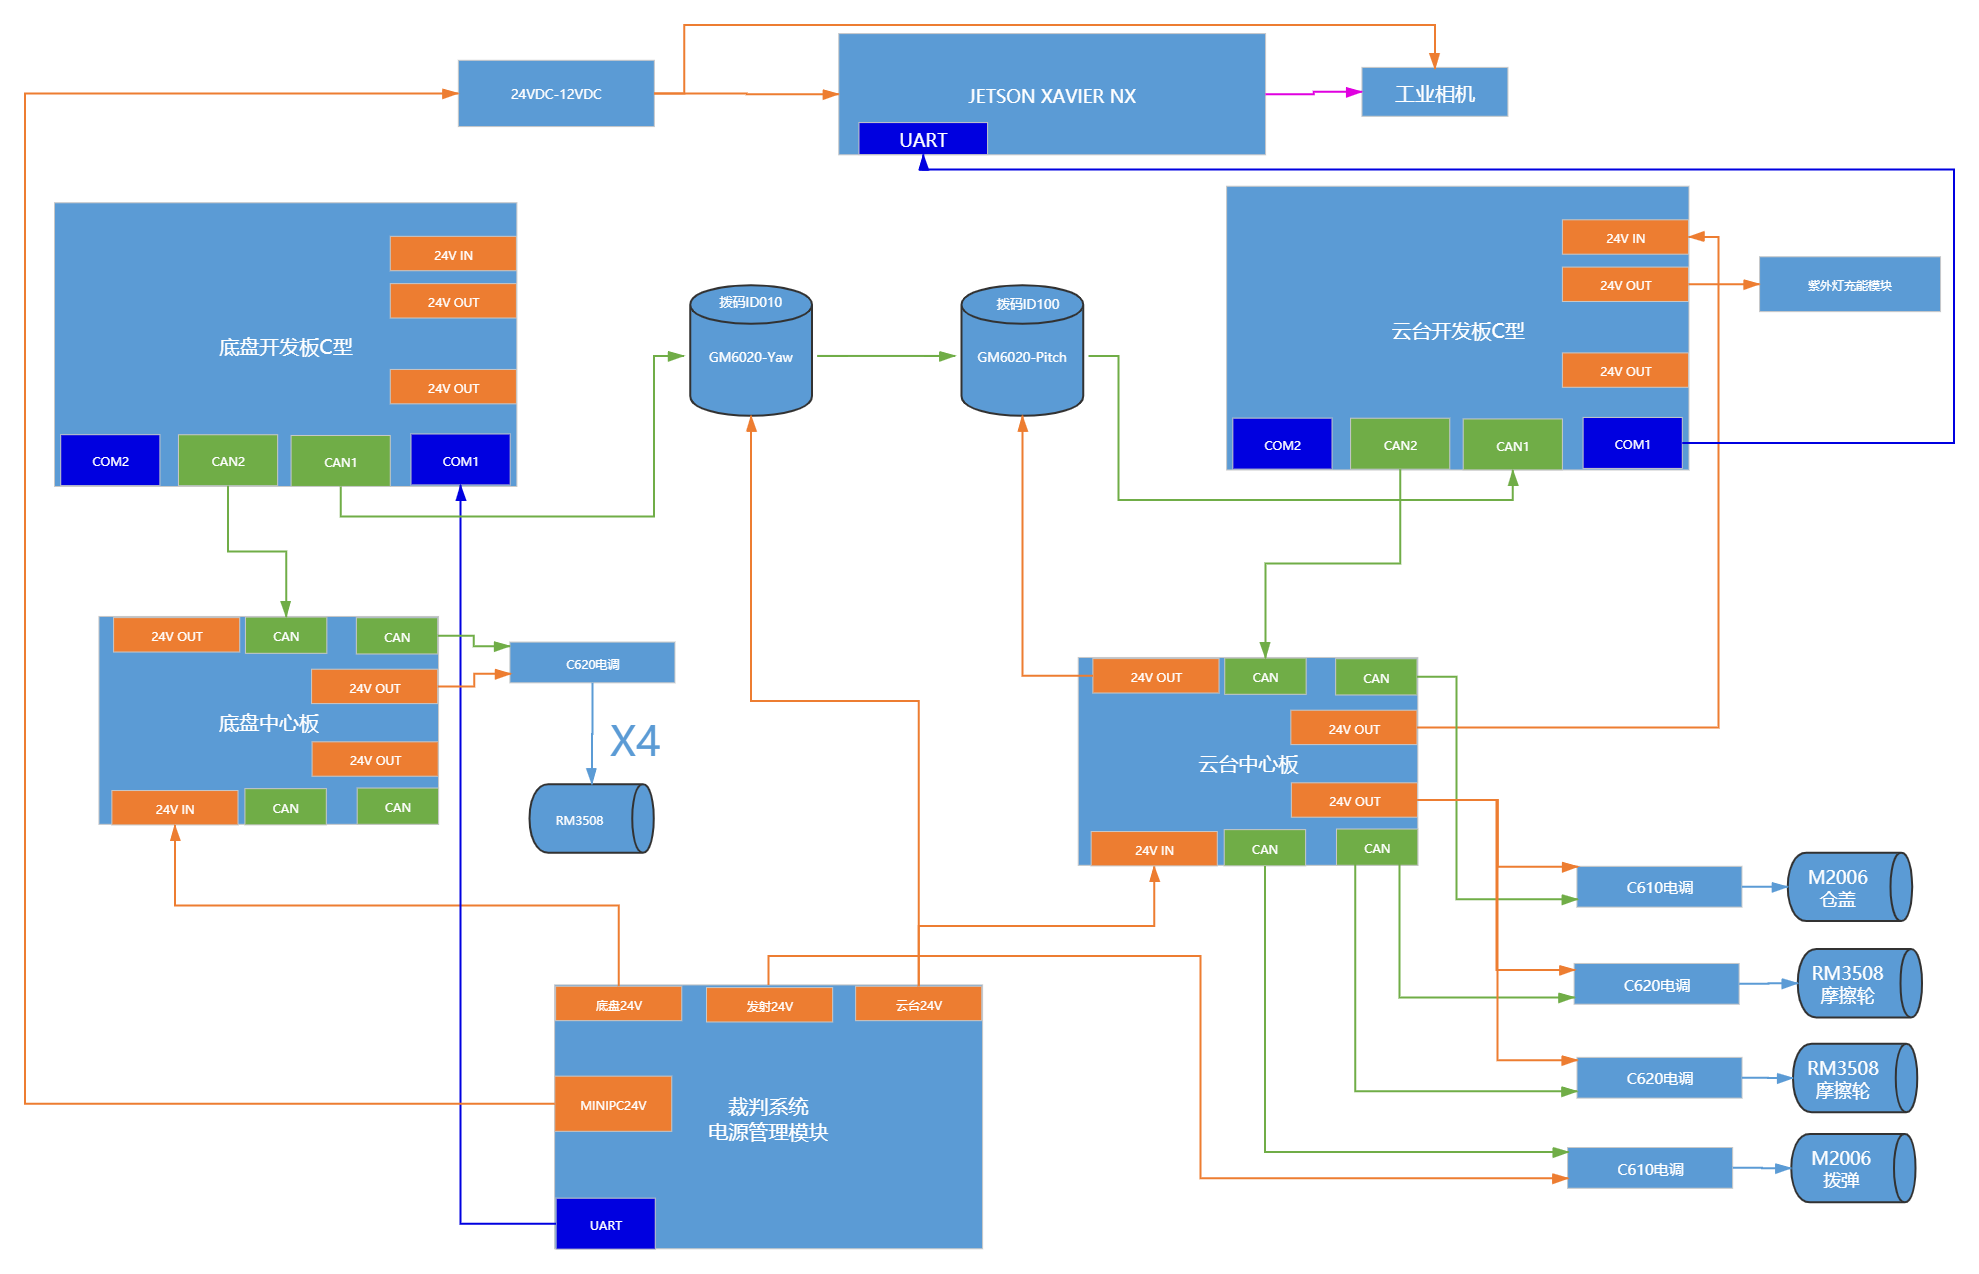 24VDC-12VDC
JETSON XAVIER NX
UART
工业相机
底盘开发板C型
24V IN
24V OUT
24V OUT
COM2
CAN2
CAN1
COM1
拨码ID010
GM6020-Yaw
拨码ID100
GM6020-Pitch
云台开发板C型
24V IN
24V OUT
24V OUT
COM2
CAN2
CAN1
COM1
紫外灯充能模块
24V OUT
CAN
CAN
24V OUT
底盘中心板
24V OUT
24V IN
CAN
CAN
C620电调
X4
RM3508
24V OUT
CAN
CAN
24V OUT
云台中心板
24V OUT
24V IN
CAN
CAN
C610电调
M2006
仓盖
C620电调
RM3508
摩擦轮
C620电调
RM3508
摩擦轮
C610电调
M2006
拨弹
底盘24V
发射24V
云台24V
MINIPC24V
裁判系统
电源管理模块
UART